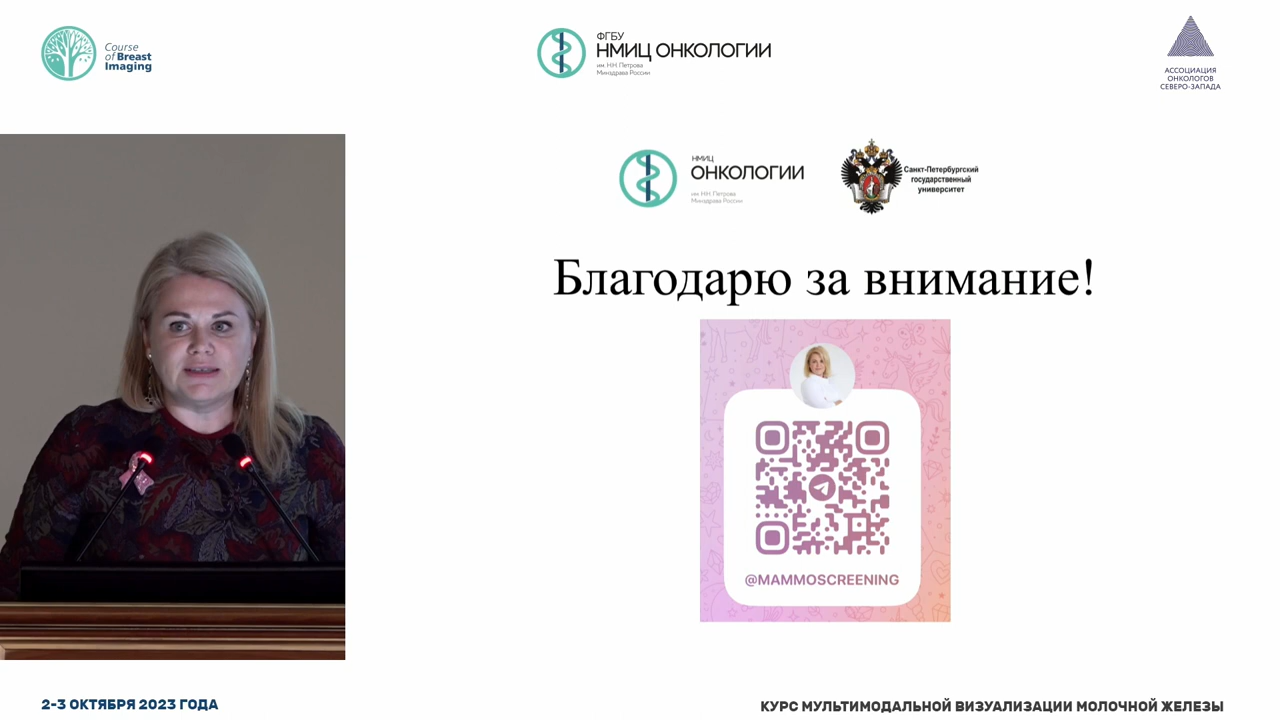 Course
of Breast
Imaging
ФГБУ
НМИЦ ОНКОЛОГИИ
им. Н.Н. Петрова
Минздрава России
АССОЦИАЦИЯ
ОНКОЛОГОВ
СЕВЕРО-ЗАПАДА
НМИЦ
ОНКОЛОГИИ
им. Н.Н. Петрова
Минздрава России
Санкт-Петербургский
государственный
университет
Благодарю за внимание!
@MAMMOSCREENING
2-3 ОКТЯБРЯ 2023 ГОДА
КУРС МУЛЬТИМОДАЛЬНОЙ ВИЗУАЛИЗАЦИИ МОЛОЧНОЙ ЖЕЛЕЗЫ